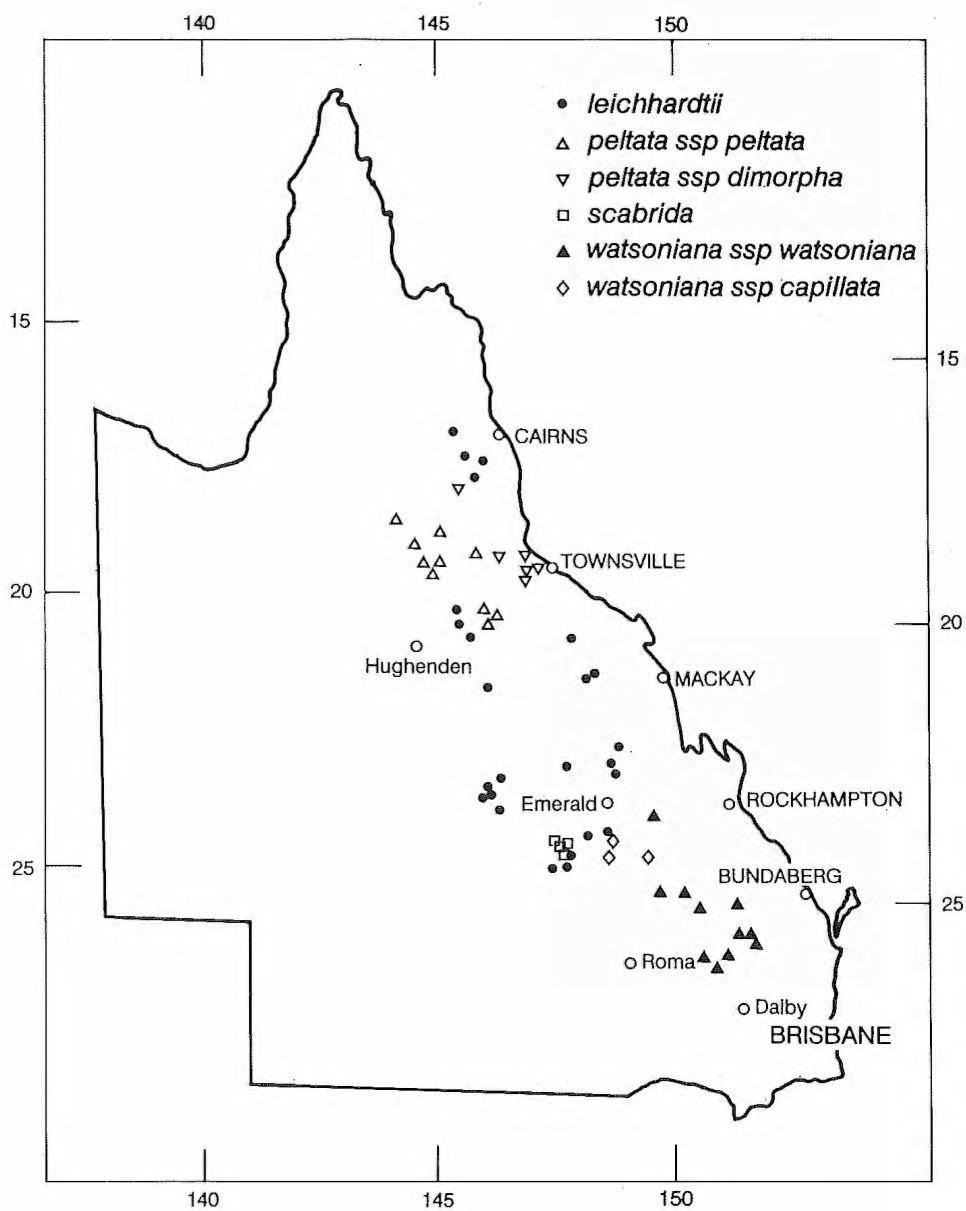 140 145 150
leichhardtii
peltata ssp peltata
peltata ssp dimorpha
scabrida
watsoniana ssp watsoniana
watsoniana ssp capillata
15
15
CAIRNS
TOWNSVILLE
20
20
Hughenden
MACKAY
Emerald
ROCKHAMPTON
25
BUNDABERG
25
Roma
Dalby
BRISBANE
140 145 150